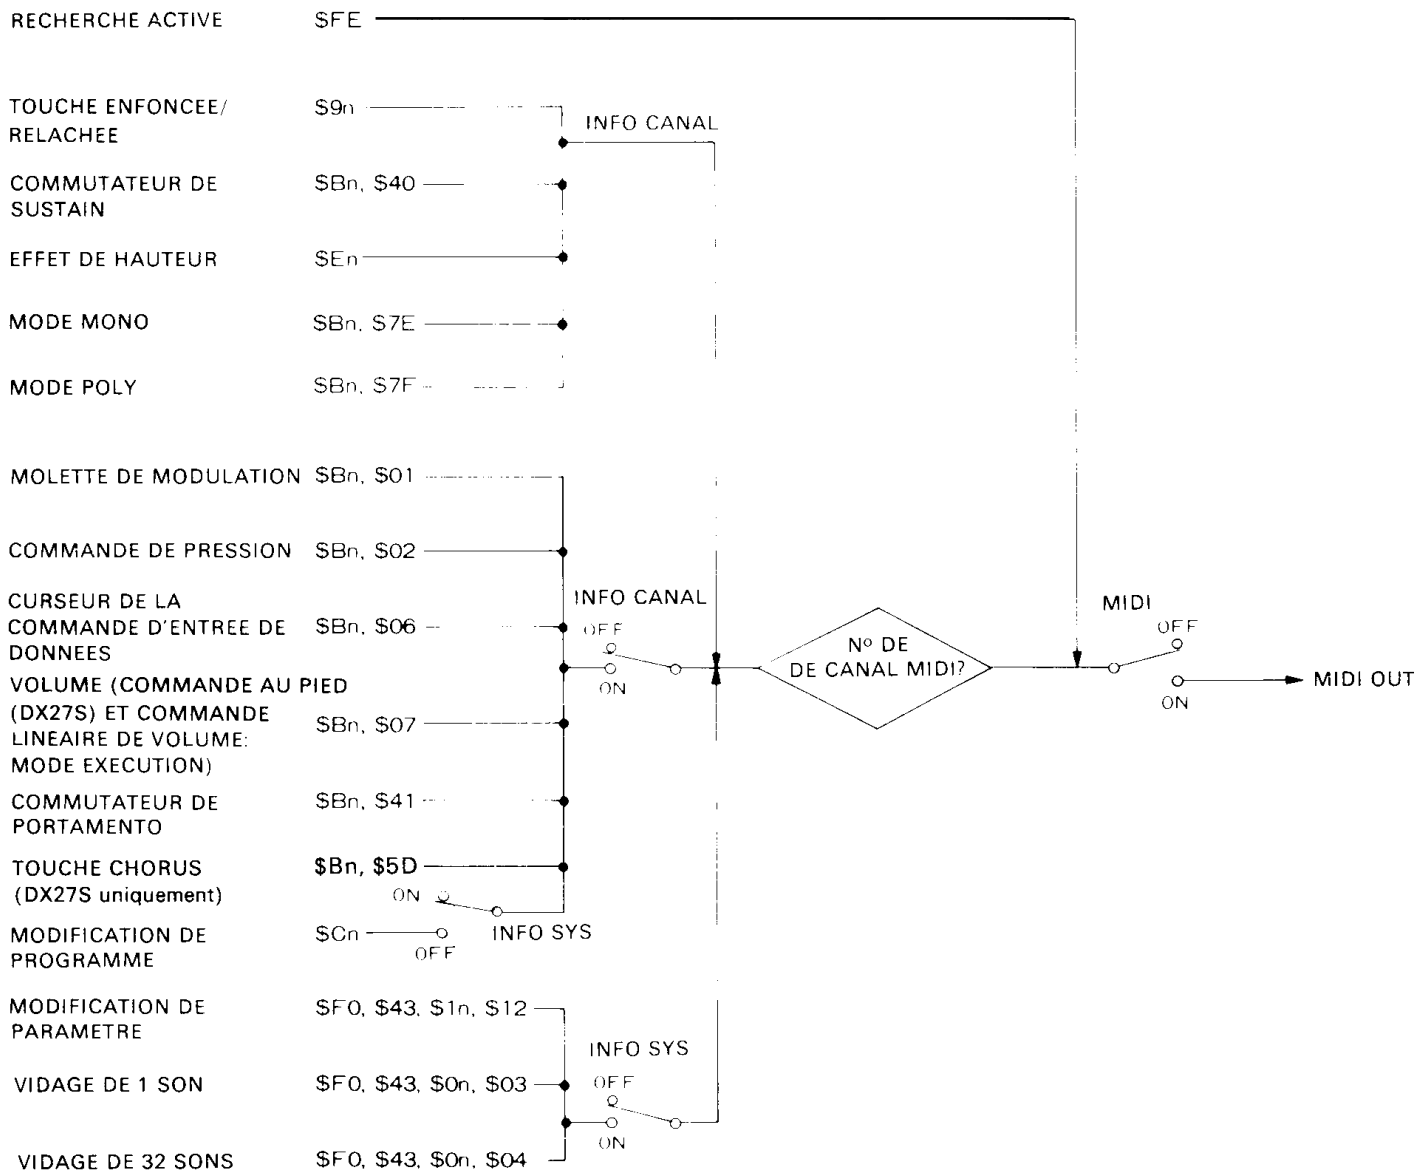 RECHERCHE ACTIVE $FE
TOUCHE ENFONCEE/ $9n
RELACHEE
INFO CANAL
COMMUTATEUR DE $Bn, $40
SUSTAIN
EFFET DE HAUTEUR $En
MODE MONO $Bn, $7E
MODE POLY $Bn, $7F
MOLETTE DE MODULATION $Bn, $01
COMMANDE DE PRESSION $Bn, $02
CURSEUR DE LA
COMMANDE D'ENTREE DE $Bn, $06
DONNEES
INFO CANAL
OFF
ON
Nº DE
DE CANAL MIDI?
MIDI
OFF
ON
MIDI OUT
VOLUME (COMMANDE AU PIED
(DX27S) ET COMMANDE $Bn, $07
LINEAIRE DE VOLUME:
MODE EXECUTION)
COMMUTATEUR DE $Bn, $41
PORTAMENTO
TOUCHE CHORUS $Bn, $5D
(DX27S uniquement)
ON
MODIFICATION DE $Cn
PROGRAMME
OFF
INFO SYS
MODIFICATION DE $F0, $43, $1n, $12
PARAMETRE
INFO SYS
VIDAGE DE 1 SON $F0, $43, $0n, $03
OFF
ON
VIDAGE DE 32 SONS $F0, $43, $0n, $04